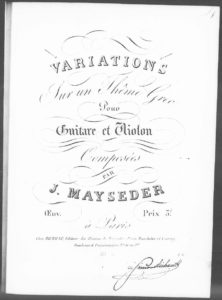 VARIATIONS
Sur un Thême Grec
Pour
Guitare et Violon
Composées
PAR
J. MAYSEDER
Œuv. Prix 3f
à Paris